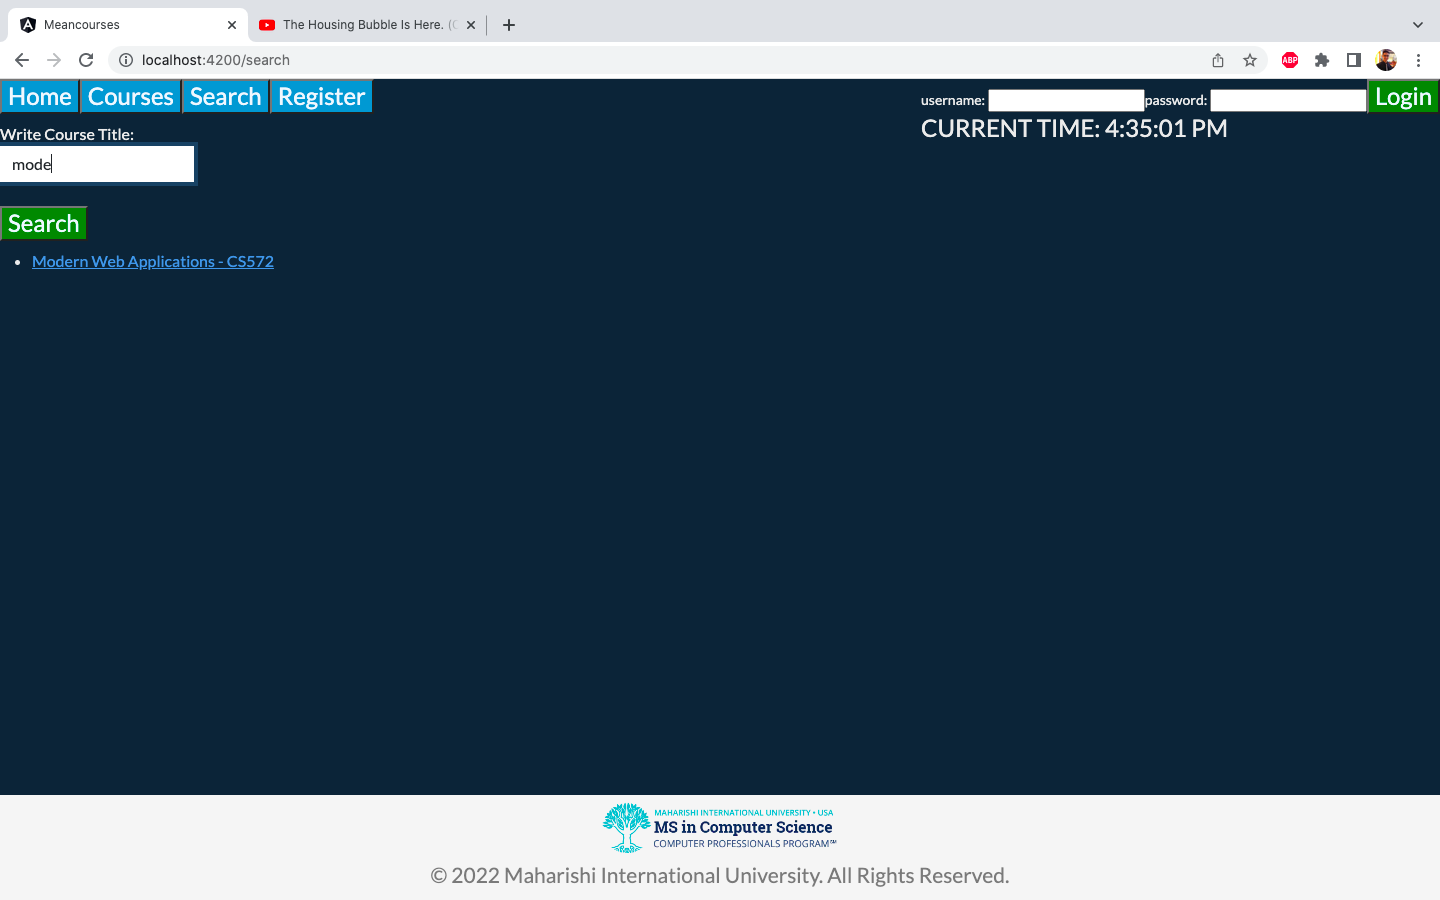 Meancourses
The Housing Bubble Is Here. (
localhost:4200/search
ABP
Home Courses Search Register
username: password: Login
CURRENT TIME: 4:35:01 PM
Write Course Title:
mode
Search
Modern Web Applications - CS572
MAHARISHI INTERNATIONAL UNIVERSITY • USA
MS in Computer Science
COMPUTER PROFESSIONALS PROGRAM™
© 2022 Maharishi International University. All Rights Reserved.